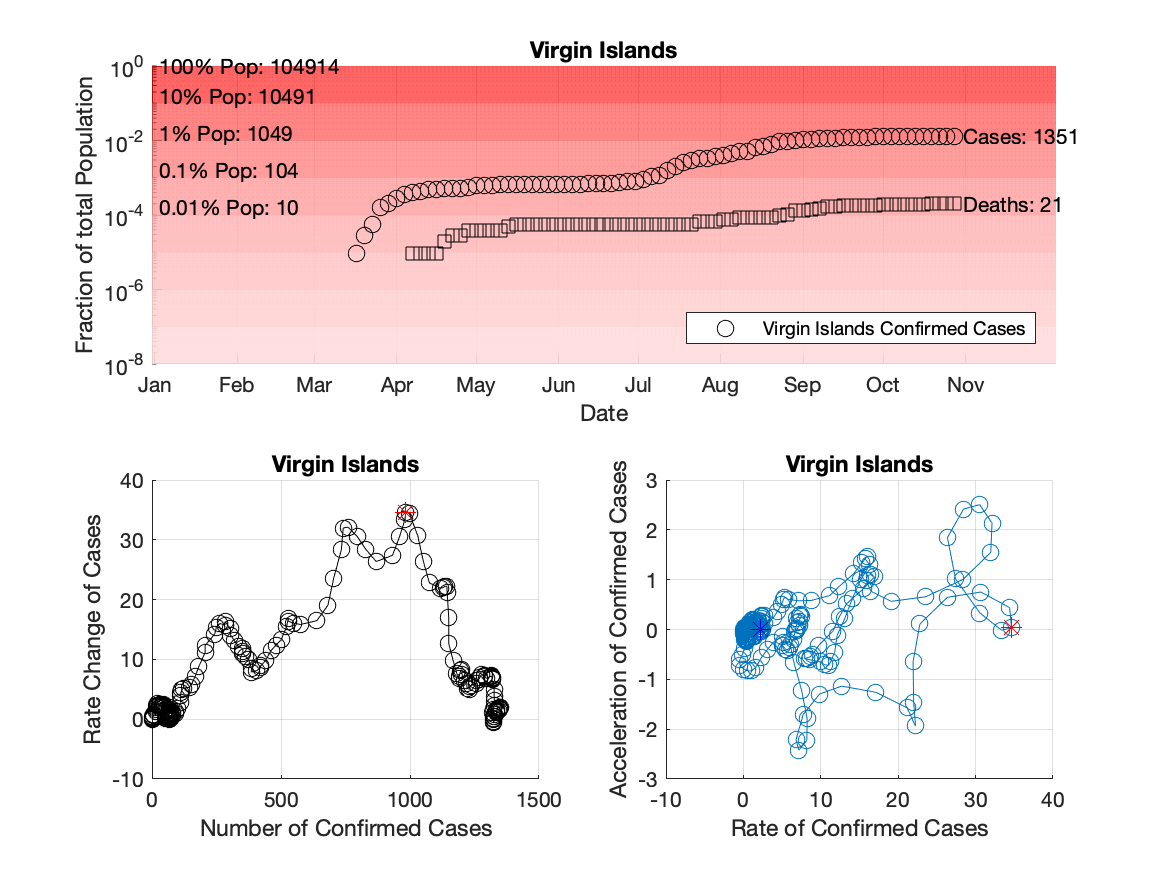 Virgin Islands
10^0
10^-2
10^-4
10^-6
10^-8
Fraction of total Population
100% Pop: 104914
10% Pop: 10491
1% Pop: 1049
0.1% Pop: 104
0.01% Pop: 10
Cases: 1351
Deaths: 21
Virgin Islands Confirmed Cases
Jan Feb Mar Apr May Jun Jul Aug Sep Oct Nov
Date
Virgin Islands
40
30
20
10
0
-10
Rate Change of Cases
0 500 1000 1500
Number of Confirmed Cases
Virgin Islands
3
2
1
0
-1
-2
-3
Acceleration of Confirmed Cases
-10 0 10 20 30 40
Rate of Confirmed Cases